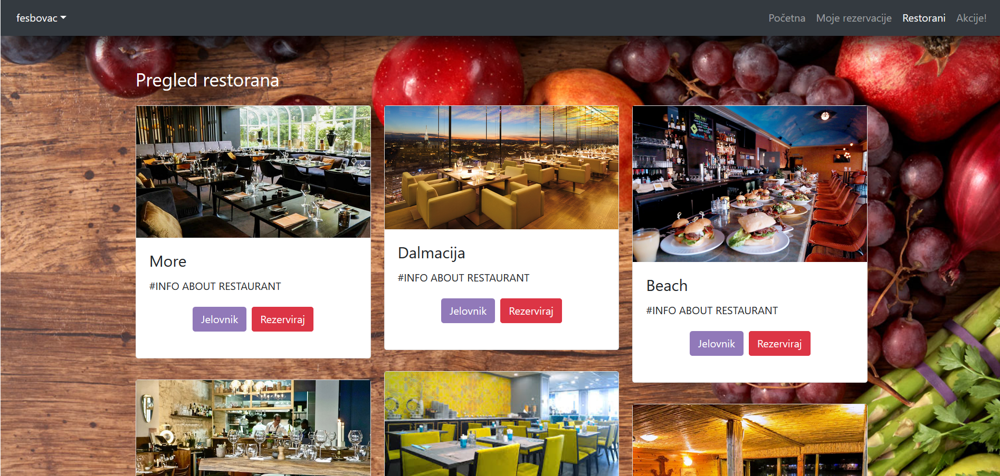 fesbovac
Početna Moje rezervacije Restorani Akcije!
Pregled restorana
More
#INFO ABOUT RESTAURANT
Jelovnik Rezerviraj
Dalmacija
#INFO ABOUT RESTAURANT
Jelovnik Rezerviraj
Beach
#INFO ABOUT RESTAURANT
Jelovnik Rezerviraj